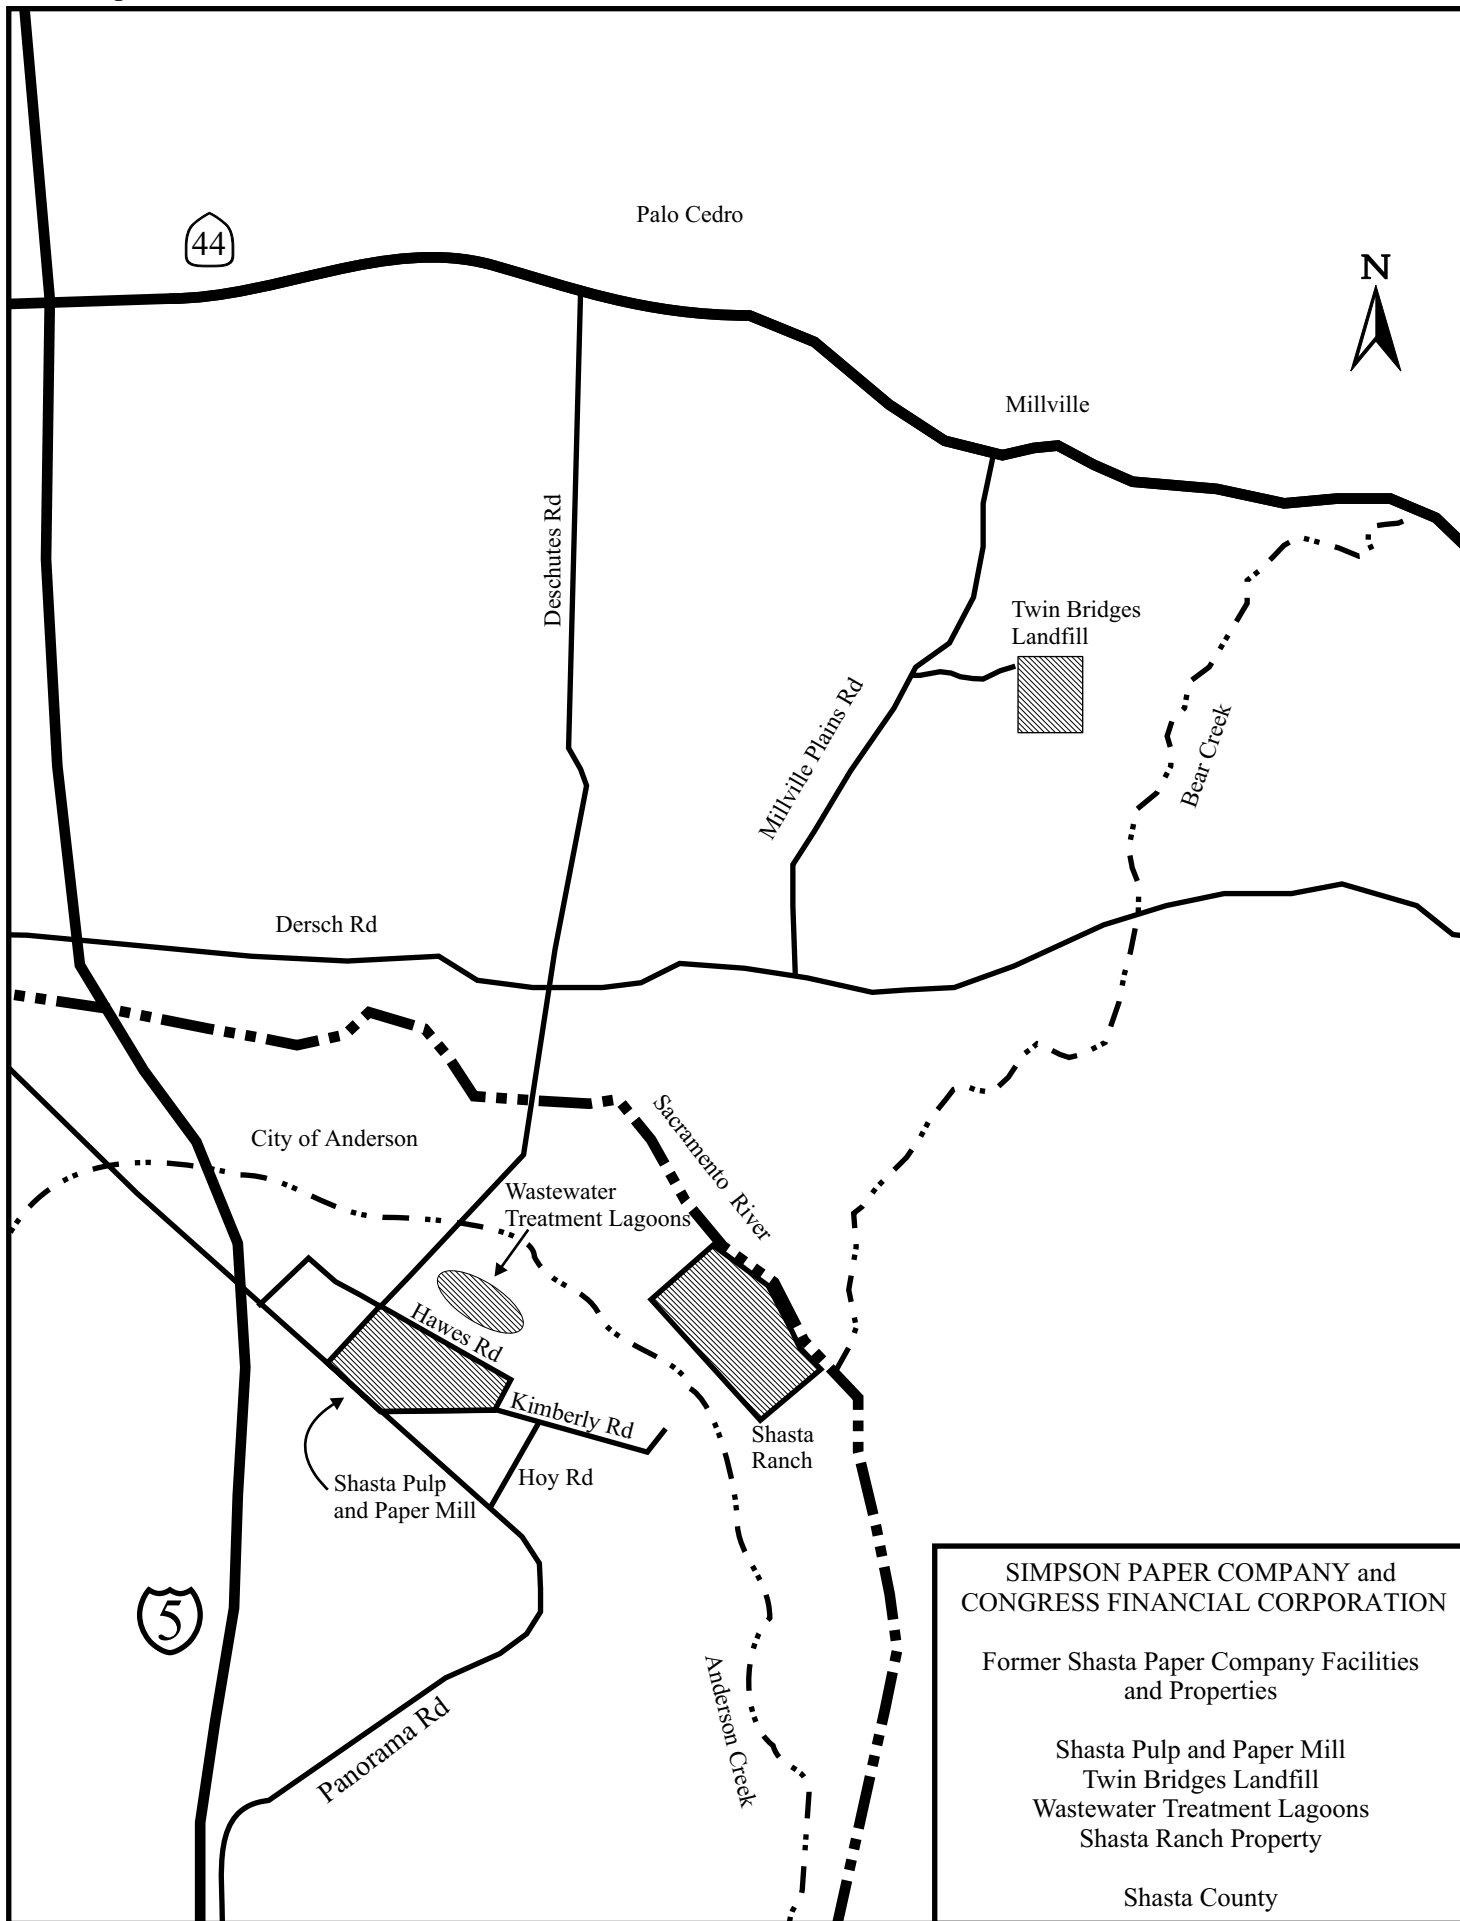 Palo Cedro
44
N
Millville
Deschutes Rd
Twin Bridges
Landfill
Millville Plains Rd
Bear Creek
Dersch Rd
Sacramento River
City of Anderson
Wastewater
Treatment Lagoons
Hawes Rd
Kimberly Rd
Shasta
Ranch
Hoy Rd
Shasta Pulp
and Paper Mill
5
Anderson Creek
Panorama Rd
SIMPSON PAPER COMPANY and
CONGRESS FINANCIAL CORPORATION
Former Shasta Paper Company Facilities
and Properties
Shasta Pulp and Paper Mill
Twin Bridges Landfill
Wastewater Treatment Lagoons
Shasta Ranch Property
Shasta County